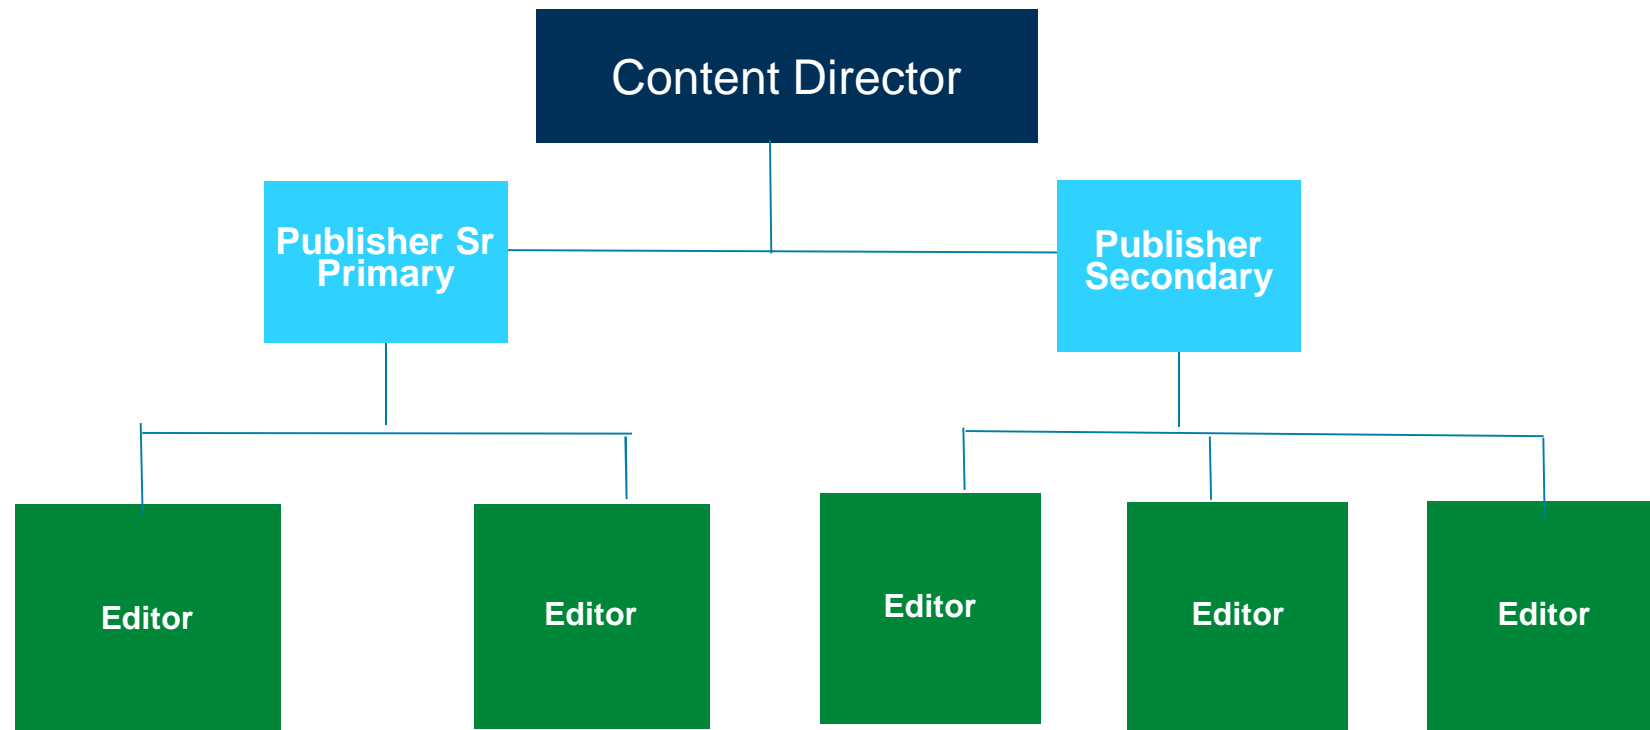 Content Director
Publisher Sr
Primary
Publisher
Secondary
Editor
Editor
Editor
Editor
Editor